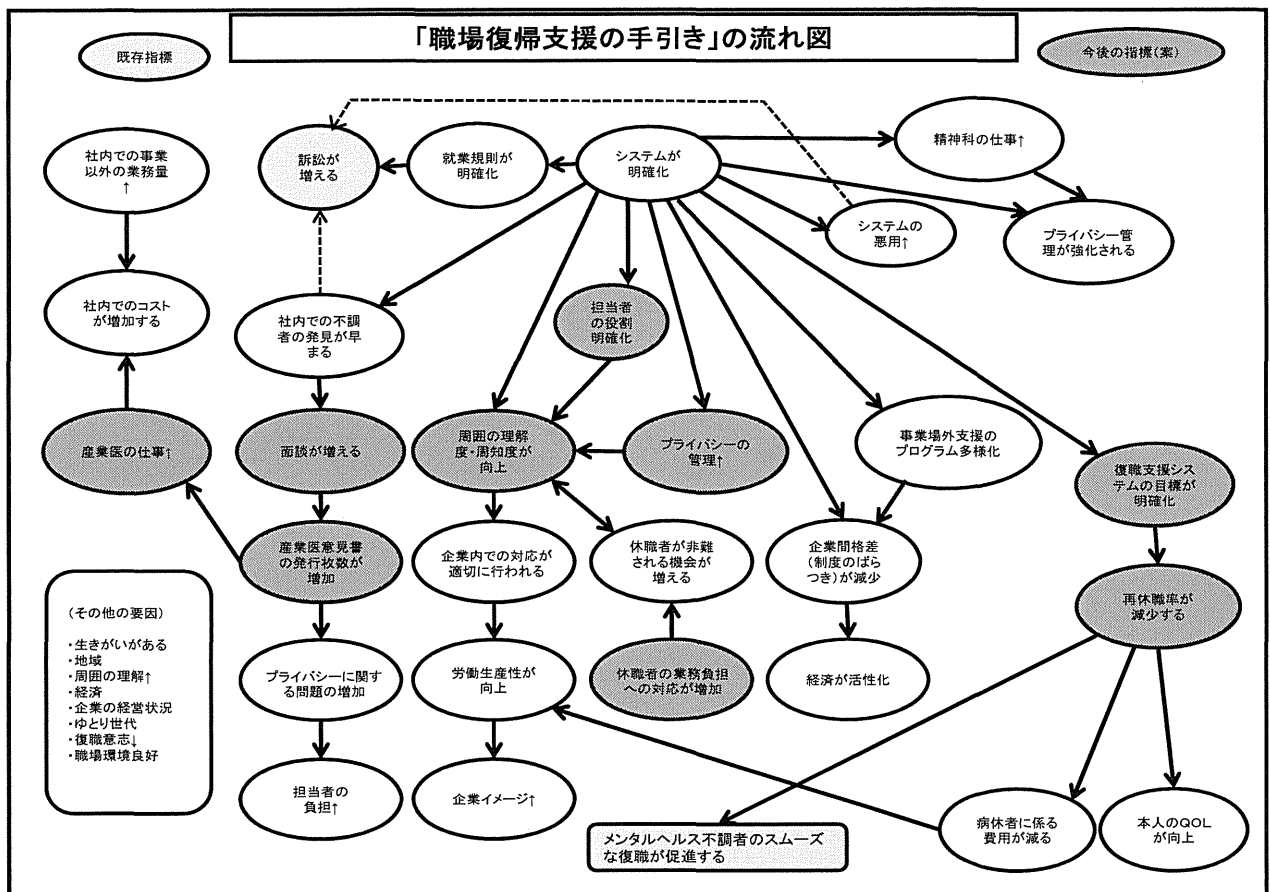 「職場復帰支援の手引き」の流れ図
既存指標
今後の指標(案)
社内での事業
以外の業務量
↑
訴訟が
増える
就業規則が
明確化
システムが
明確化
精神科の仕事↑
システムの
悪用↑
プライバシー管
理が強化される
社内でのコスト
が増加する
社内での不調
者の発見が早
まる
担当者
の役割
明確化
産業医の仕事↑
面談が増える
周囲の理解
度・周知度が
向上
プライバシーの
管理↑
事業場外支援の
プログラム多様化
復職支援シス
テムの目標が
明確化
産業医意見書
の発行枚数が
増加
企業内での対応が
適切に行われる
休職者が非難
される機会が
増える
企業間格差
(制度のばら
つき)が減少
再休職率が
減少する
(その他の要因)
・生きがいがある
・地域
・周囲の理解↑
・経済
・企業の経営状況
・ゆとり世代
・復職意志↓
・職場環境良好
プライバシーに関す
る問題の増加
労働生産性が
向上
休職者の業務負担
への対応が増加
経済が活性化
担当者の
負担↑
企業イメージ↑
メンタルヘルス不調者のスムーズ
な復職が促進する
病休者に係る
費用が減る
本人のQOL
が向上